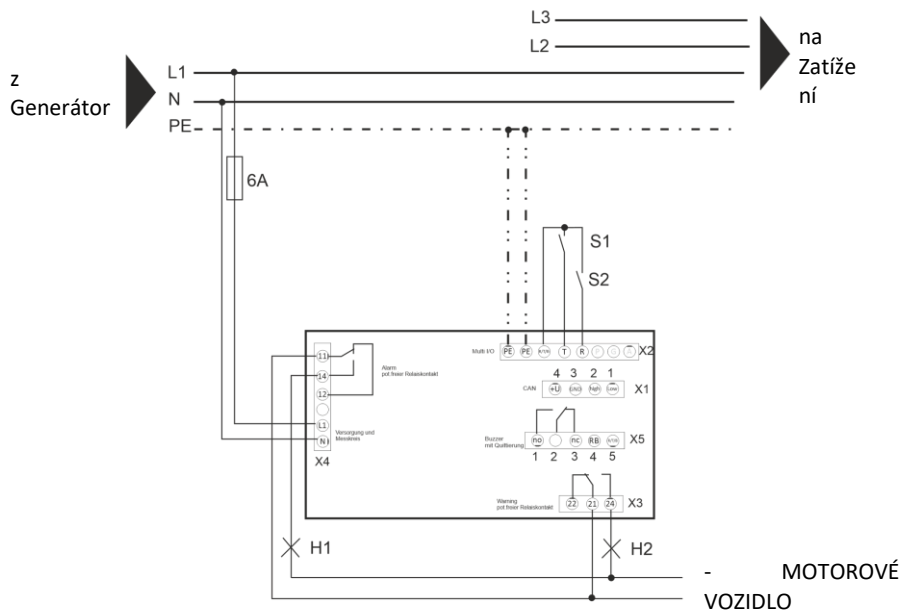 L3
L2
na
Zatíže
ní
z
Generátor
L1
N
PE
6A
S1
S2
Multi I/O
PE PE T R P G X2
11
14
12
L1
N
X4
Alarm
pot freier Relaiskontakt
Versorgung und
Messkreis
4 3 2 1
CAN +U GND High Low X1
Buzzer
mit Quittierung
no nc RB X5
1 2 3 4 5
Warning
pot freier Relaiskontakt
22 21 24 X3
H1
H2
- MOTOROVÉ
VOZIDLO